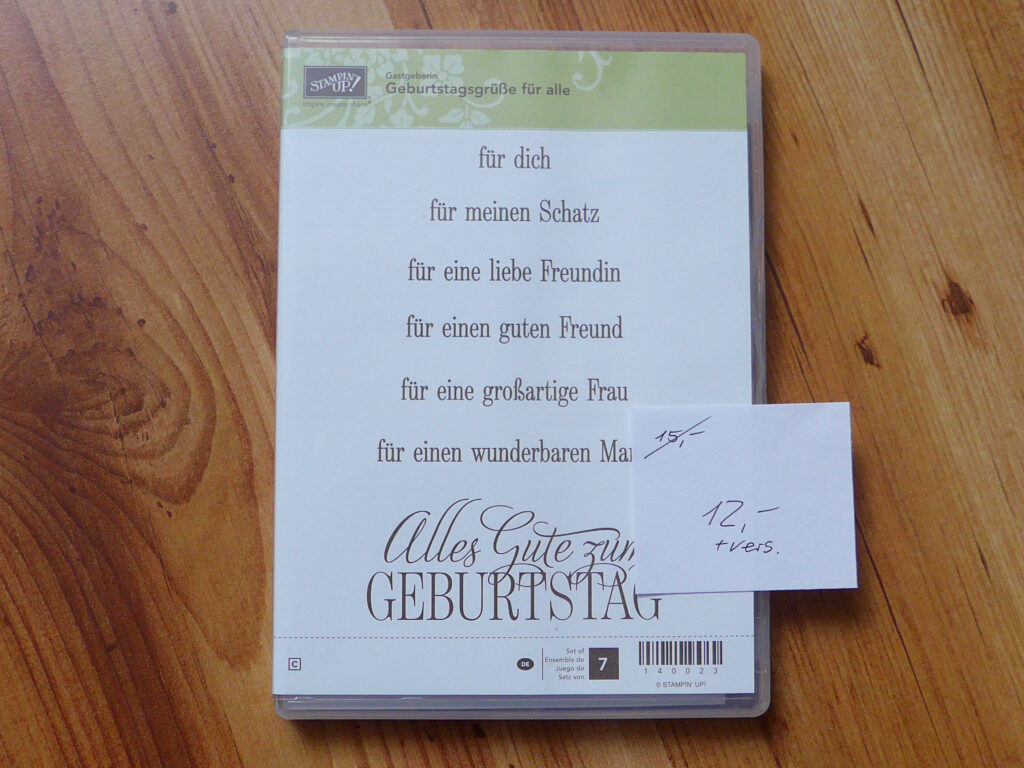 STAMPIN' UP!
inspire.create.share®
Gastgeberin
Geburtstagsgrüße für alle
für dich
für meinen Schatz
für eine liebe Freundin
für einen guten Freund
für eine großartige Frau
für einen wunderbaren
15,-
12,-
+vers.
Alles Gute zum
GEBURTSTAG
C
DE
Set of
Ensemble de
Juego de
Satz von
7
140023
© STAMPIN' UP!